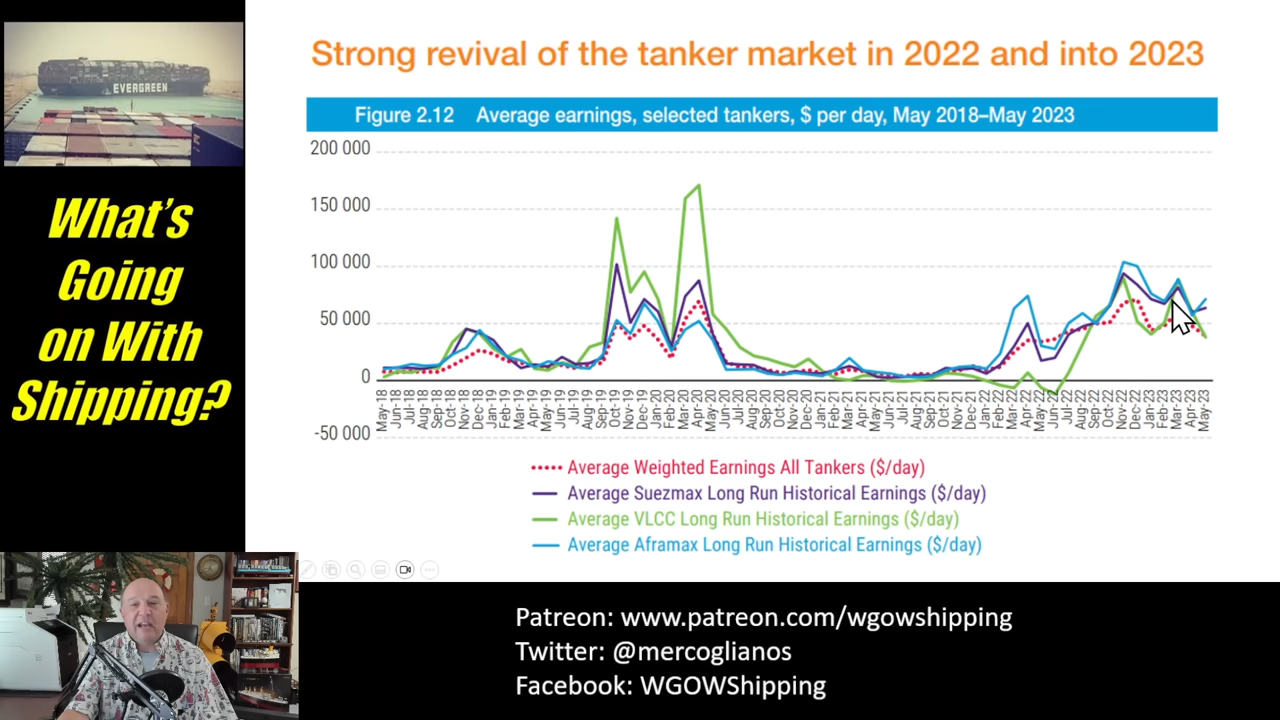 EVERGREEN
What's
Going
on With
Shipping?
Strong revival of the tanker market in 2022 and into 2023
Figure 2.12 Average earnings, selected tankers, $ per day, May 2018–May 2023
200 000
150 000
100 000
50 000
0
-50 000
May-18
Jun-18
Jul-18
Aug-18
Sep-18
Oct-18
Nov-18
Dec-18
Jan-19
Feb-19
Mar-19
Apr-19
May-19
Jun-19
Jul-19
Aug-19
Sep-19
Oct-19
Nov-19
Dec-19
Jan-20
Feb-20
Mar-20
Apr-20
May-20
Jun-20
Jul-20
Aug-20
Sep-20
Oct-20
Nov-20
Dec-20
Jan-21
Feb-21
Mar-21
Apr-21
May-21
Jun-21
Jul-21
Aug-21
Sep-21
Oct-21
Nov-21
Dec-21
Jan-22
Feb-22
Mar-22
Apr-22
May-22
Jun-22
Jul-22
Aug-22
Sep-22
Oct-22
Nov-22
Dec-22
Jan-23
Feb-23
Mar-23
Apr-23
May-23
Average Weighted Earnings All Tankers ($/day)
Average Suezmax Long Run Historical Earnings ($/day)
Average VLCC Long Run Historical Earnings ($/day)
Average Aframax Long Run Historical Earnings ($/day)
Patreon: www.patreon.com/wgowshipping
Twitter: @mercoglianos
Facebook: WGOWShipping